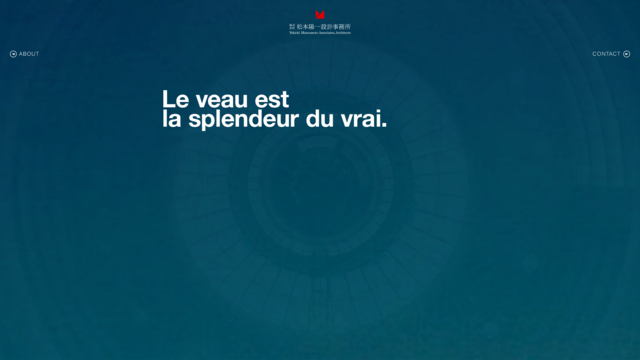 松本陽一設計事務所
Yoichi Matsumoto Associates, Architects
ABOUT
CONTACT
Le veau est
la splendeur du vrai.